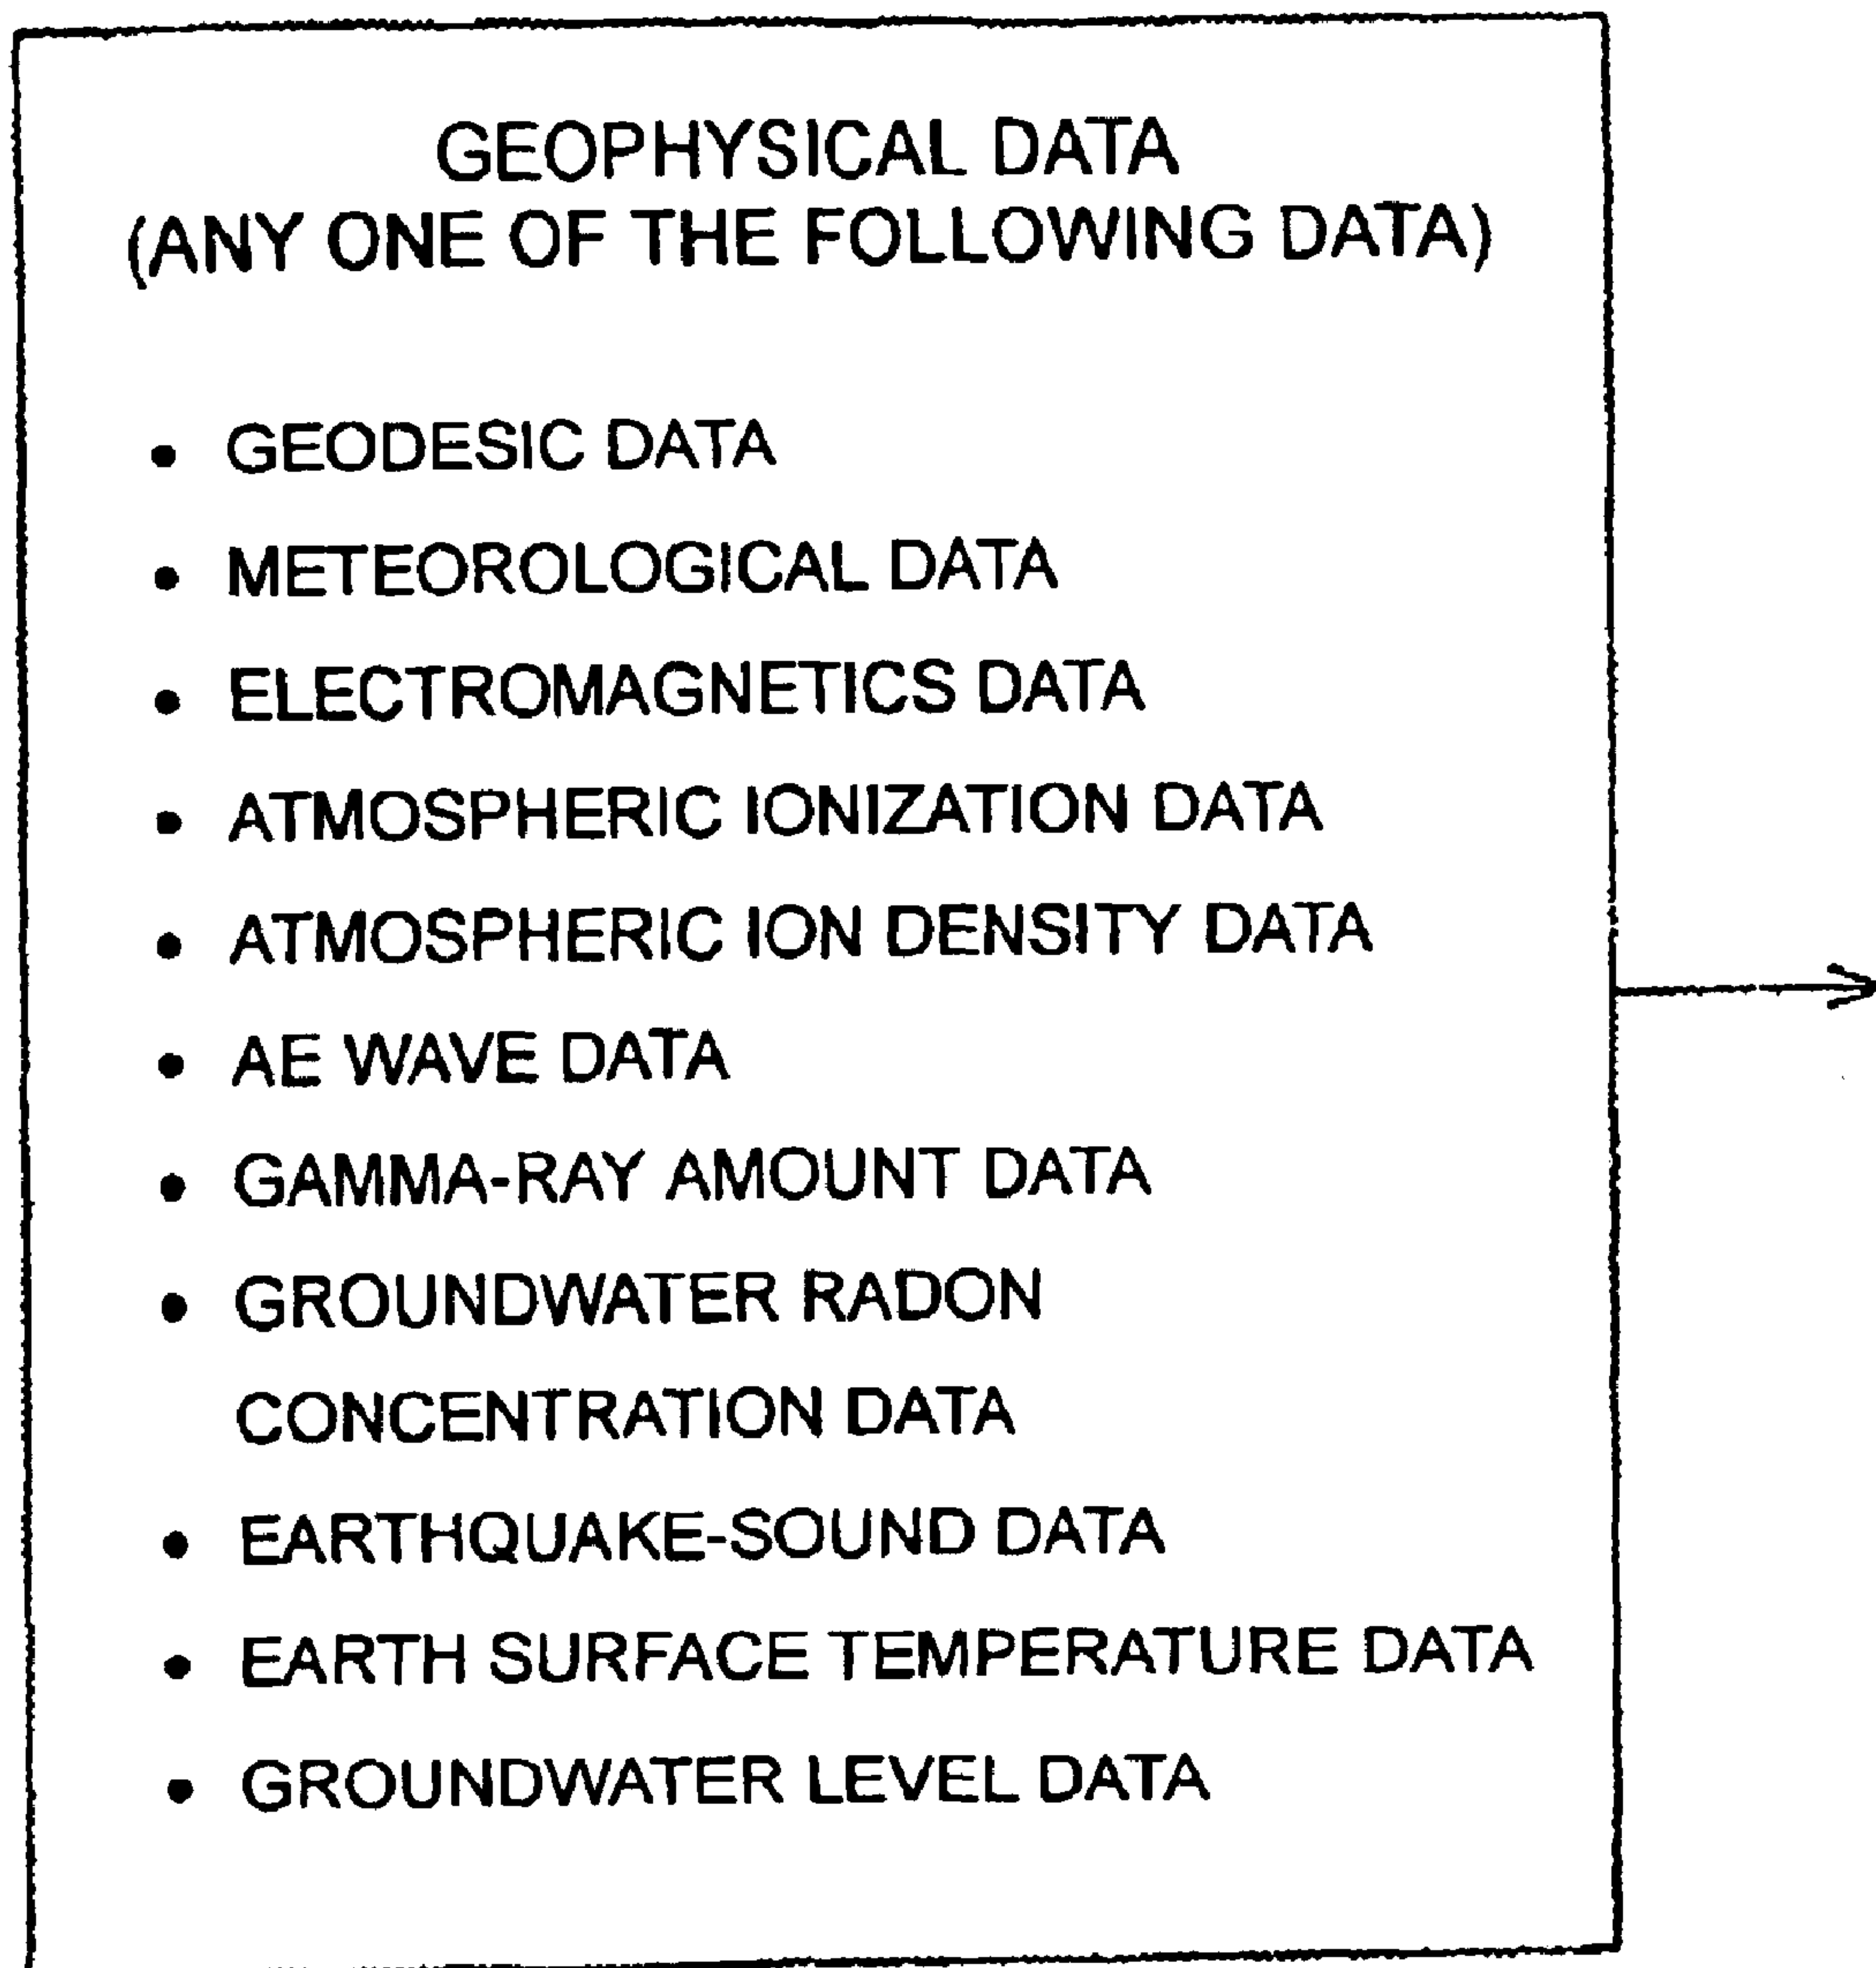 GEOPHYSICAL DATA
(ANY ONE OF THE FOLLOWING DATA)
• GEODESIC DATA
• METEOROLOGICAL DATA
• ELECTROMAGNETICS DATA
• ATMOSPHERIC IONIZATION DATA
• ATMOSPHERIC ION DENSITY DATA
• AE WAVE DATA
• GAMMA-RAY AMOUNT DATA
• GROUNDWATER RADON
CONCENTRATION DATA
• EARTHQUAKE-SOUND DATA
• EARTH SURFACE TEMPERATURE DATA
• GROUNDWATER LEVEL DATA